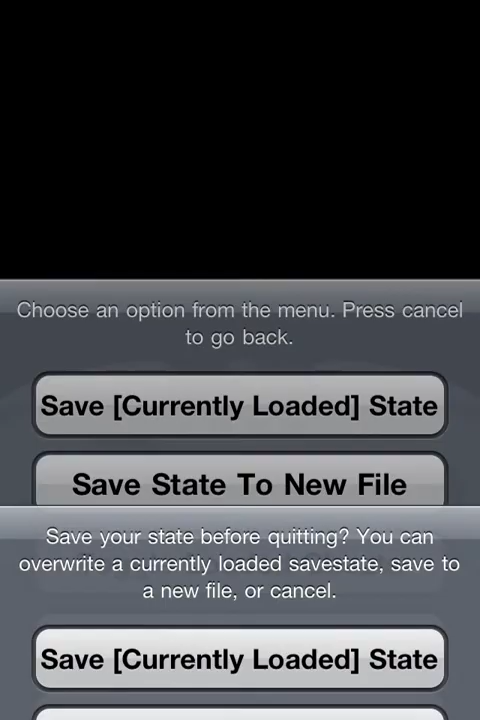 Choose an option from the menu. Press cancel
to go back.
Save [Currently Loaded] State
Save State To New File
Save your state before quitting? You can
overwrite a currently loaded savestate, save to
a new file, or cancel.
Save [Currently Loaded] State